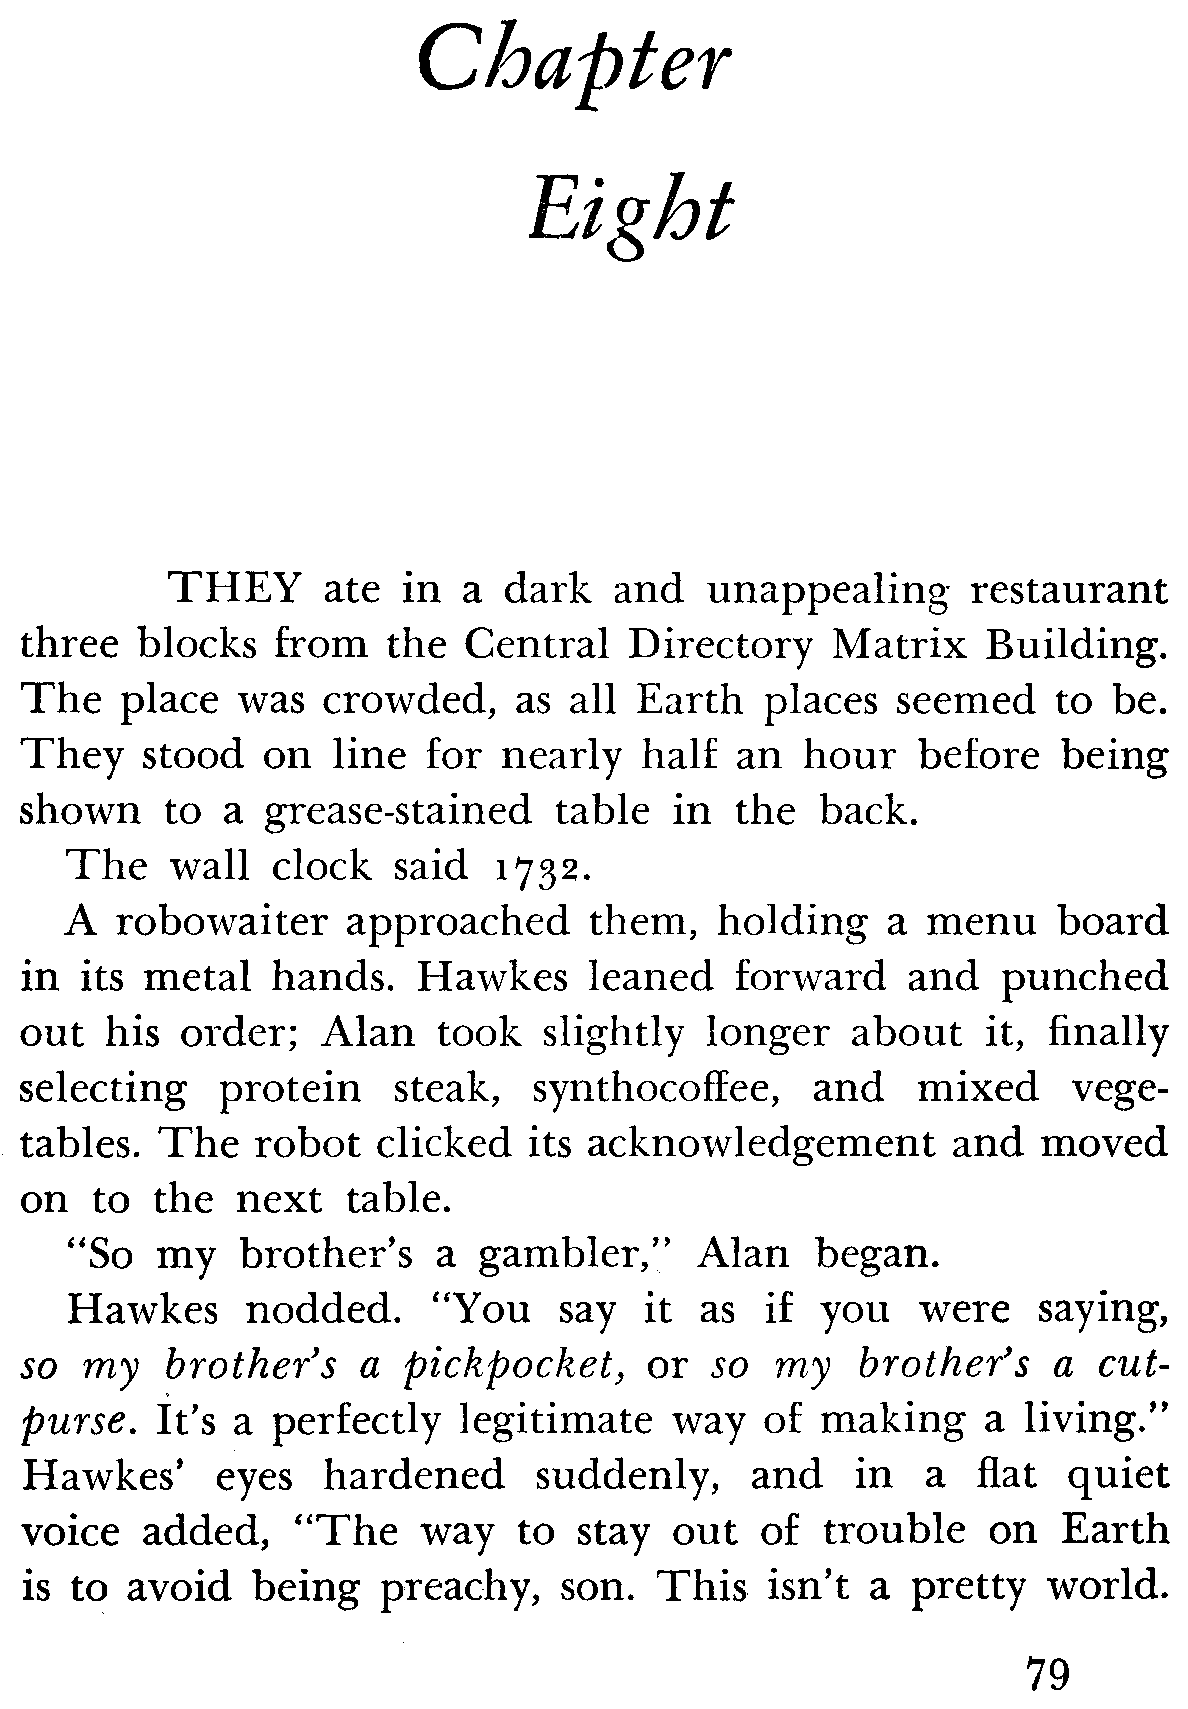 Chapter
Eight
THEY ate in a dark and unappealing restaurant
three blocks from the Central Directory Matrix Building.
The place was crowded, as all Earth places seemed to be.
They stood on line for nearly half an hour before being
shown to a grease-stained table in the back.
The wall clock said 1732.
A robowaiter approached them, holding a menu board
in its metal hands. Hawkes leaned forward and punched
out his order; Alan took slightly longer about it, finally
selecting protein steak, synthocoffee, and mixed vege-
tables. The robot clicked its acknowledgement and moved
on to the next table.
“So my brother’s a gambler,” Alan began.
Hawkes nodded. “You say it as if you were saying,
so my brother’s a pickpocket, or so my brother’s a cut-
purse. It’s a perfectly legitimate way of making a living.”
Hawkes’ eyes hardened suddenly, and in a flat quiet
voice added, “The way to stay out of trouble on Earth
is to avoid being preachy, son. This isn’t a pretty world.
79